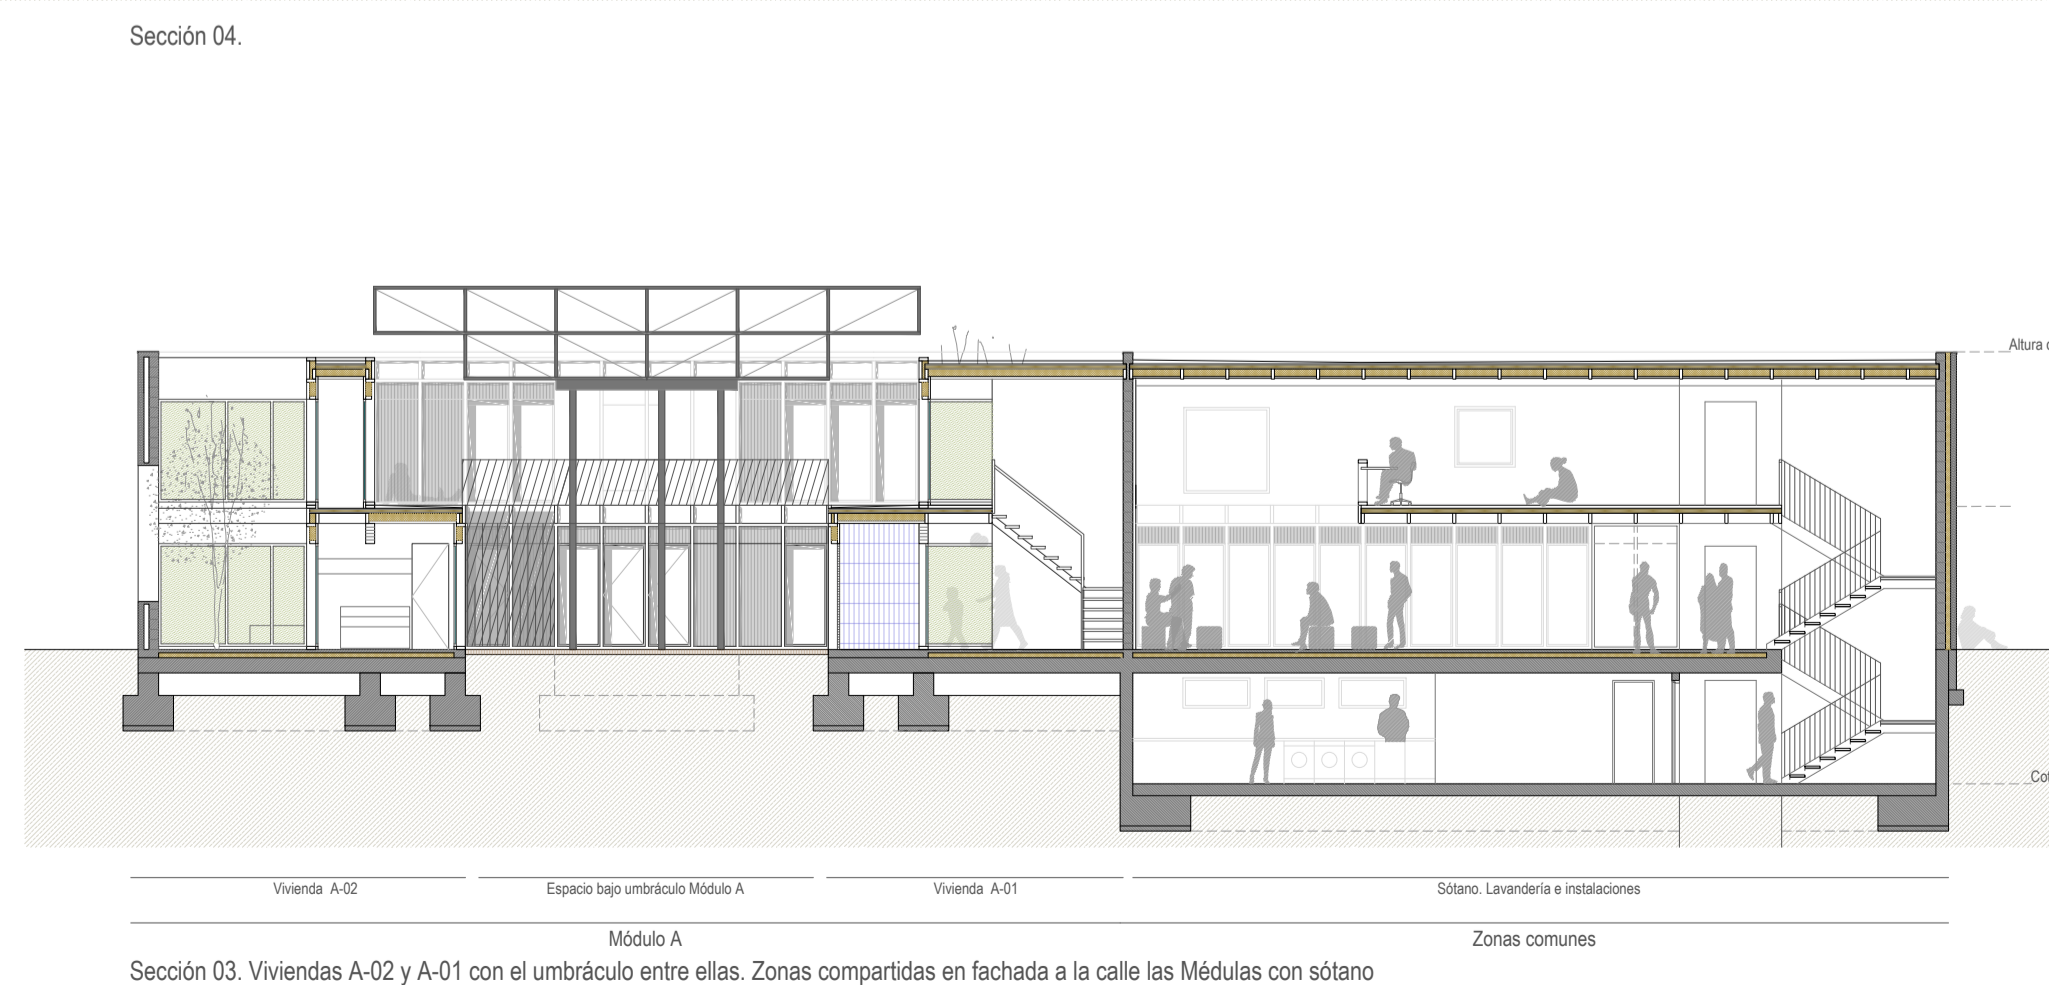 Sección 04.
Altura
Vivienda A-02
Espacio bajo umbráculo Módulo A
Vivienda A-01
Sótano. Lavandería e instalaciones
Módulo A
Zonas comunes
Sección 03. Viviendas A-02 y A-01 con el umbráculo entre ellas. Zonas compartidas en fachada a la calle las Médulas con sótano